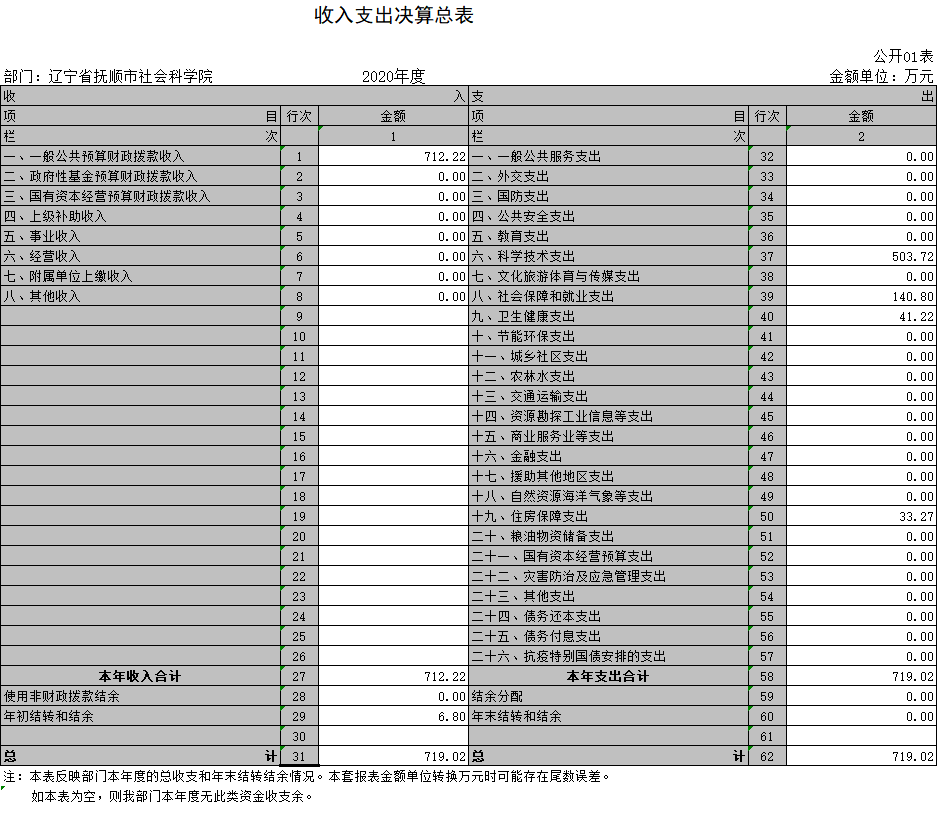 收入支出决算总表
公开01表
部门：辽宁省抚顺市社会科学院 2020年度 金额单位：万元
收 入 支 出
项 目 行次 金额 项 目 行次 金额
栏 次 1 栏 次 2
一、一般公共预算财政拨款收入 1 712.22 一、一般公共服务支出 32 0.00
二、政府性基金预算财政拨款收入 2 0.00 二、外交支出 33 0.00
三、国有资本经营预算财政拨款收入 3 0.00 三、国防支出 34 0.00
四、上级补助收入 4 0.00 四、公共安全支出 35 0.00
五、事业收入 5 0.00 五、教育支出 36 0.00
六、经营收入 6 0.00 六、科学技术支出 37 503.72
七、附属单位上缴收入 7 0.00 七、文化旅游体育与传媒支出 38 0.00
八、其他收入 8 0.00 八、社会保障和就业支出 39 140.80
9 九、卫生健康支出 40 41.22
10 十、节能环保支出 41 0.00
11 十一、城乡社区支出 42 0.00
12 十二、农林水支出 43 0.00
13 十三、交通运输支出 44 0.00
14 十四、资源勘探工业信息等支出 45 0.00
15 十五、商业服务业等支出 46 0.00
16 十六、金融支出 47 0.00
17 十七、援助其他地区支出 48 0.00
18 十八、自然资源海洋气象等支出 49 0.00
19 十九、住房保障支出 50 33.27
20 二十、粮油物资储备支出 51 0.00
21 二十一、国有资本经营预算支出 52 0.00
22 二十二、灾害防治及应急管理支出 53 0.00
23 二十三、其他支出 54 0.00
24 二十四、债务还本支出 55 0.00
25 二十五、债务付息支出 56 0.00
26 二十六、抗疫特别国债安排的支出 57 0.00
本年收入合计 27 712.22 本年支出合计 58 719.02
使用非财政拨款结余 28 0.00 结余分配 59 0.00
年初结转和结余 29 6.80 年末结转和结余 60 0.00
30 61
总 计 31 719.02 总 计 62 719.02
注：本表反映部门本年度的总收支和年末结转结余情况。本套报表金额单位转换万元时可能存在尾数误差。
如本表为空，则我部门本年度无此类资金收支余。